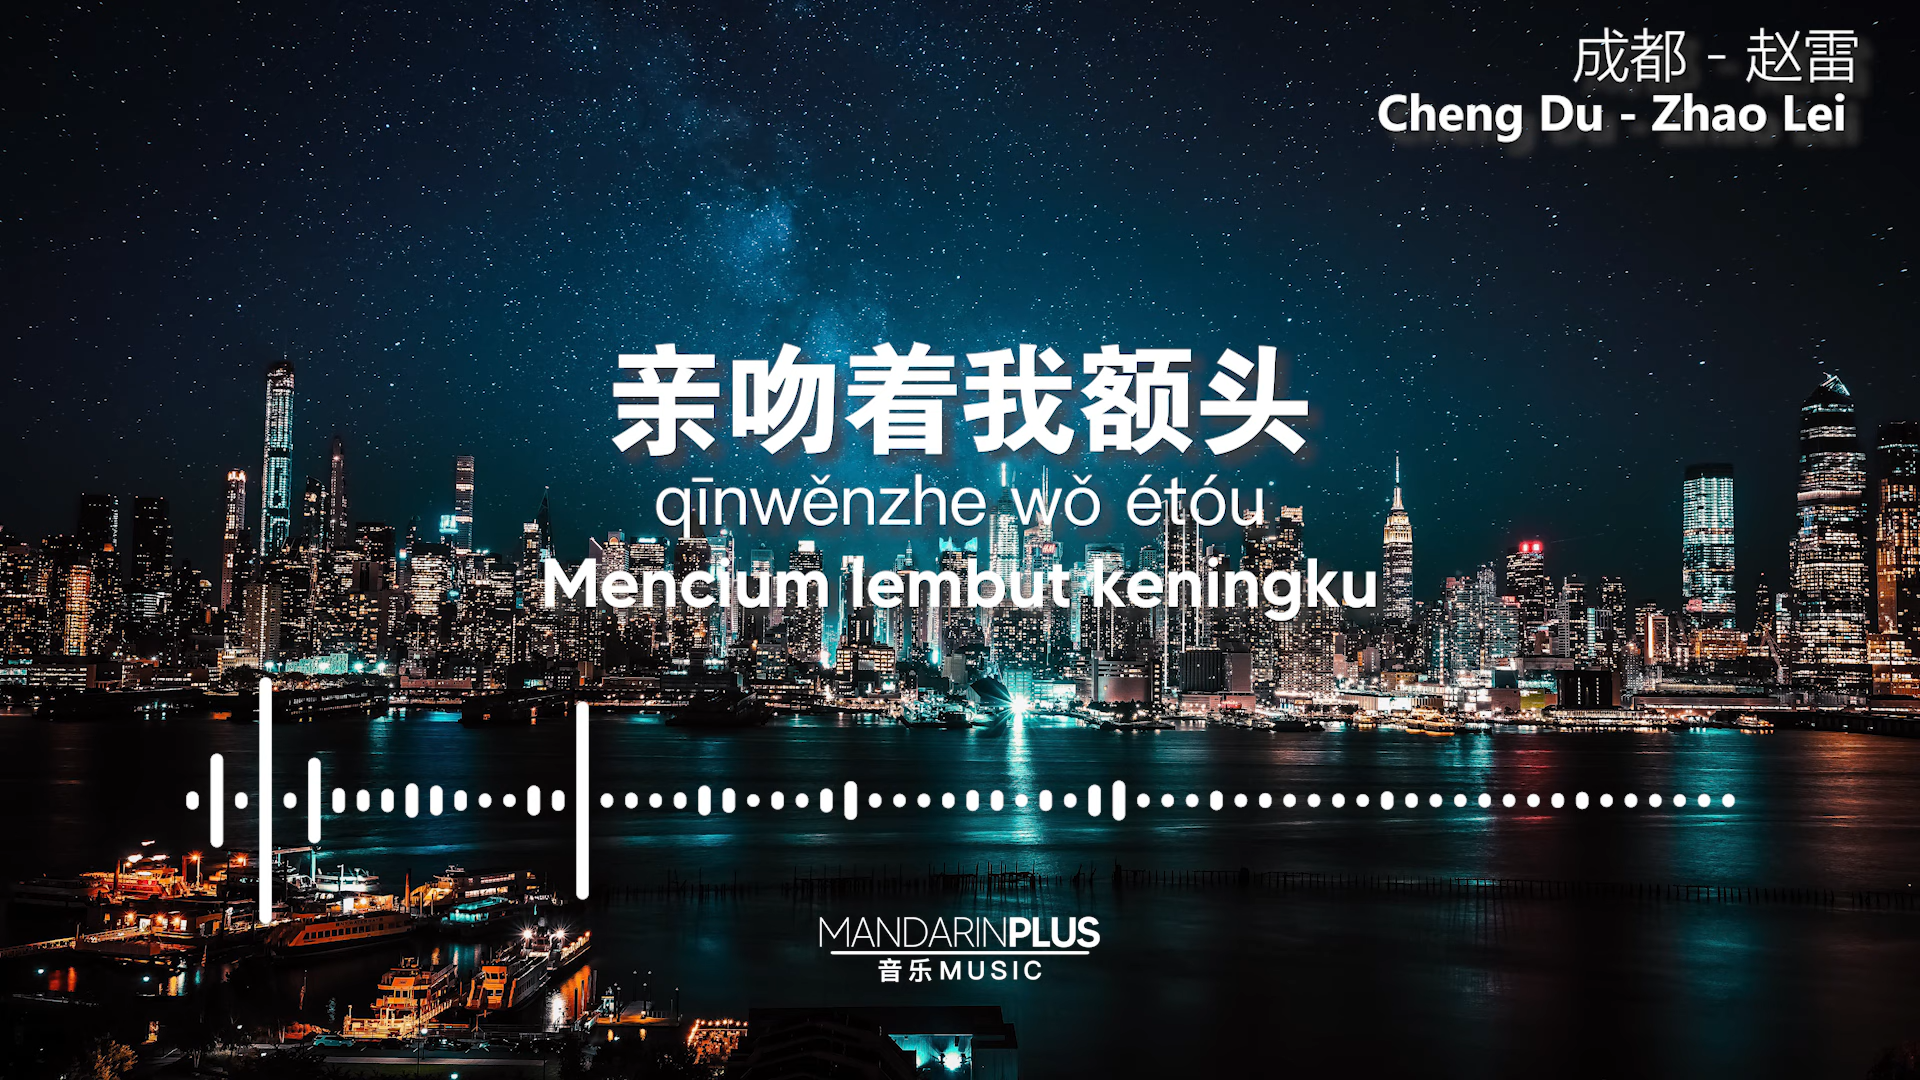 成都 - 赵雷
Cheng Du - Zhao Lei
亲吻着我额头
qīnwěnzhe wǒ étóu
Mencium lembut keningku
MANDARINPLUS
音乐MUSIC